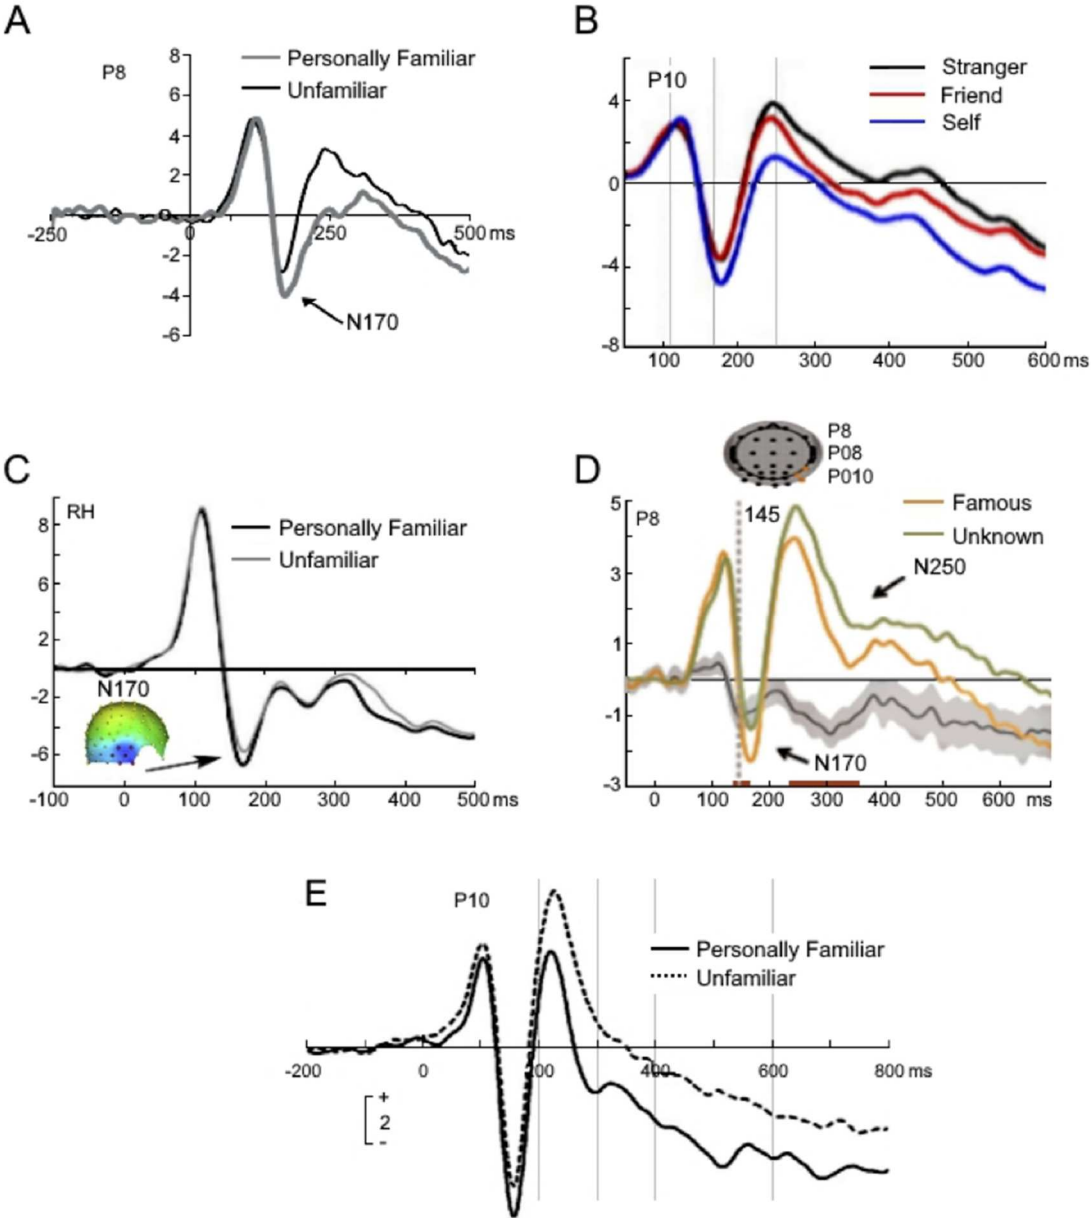 A
P8
8
6
4
2
-2
-4
-6
-250
0
250
500 ms
Personally Familiar
Unfamiliar
N170
B
P10
4
0
-4
-8
100
200
300
400
500
600 ms
Stranger
Friend
Self
C
RH
8
6
2
-2
-6
-100
0
100
200
300
400
500 ms
Personally Familiar
Unfamiliar
N170
D
P8
P08
P010
P8
145
5
3
1
-1
-3
0
100
200
300
400
500
600
ms
Famous
Unknown
N250
N170
E
P10
Personally Familiar
Unfamiliar
-200
0
200
400
600
800 ms
+
2
-